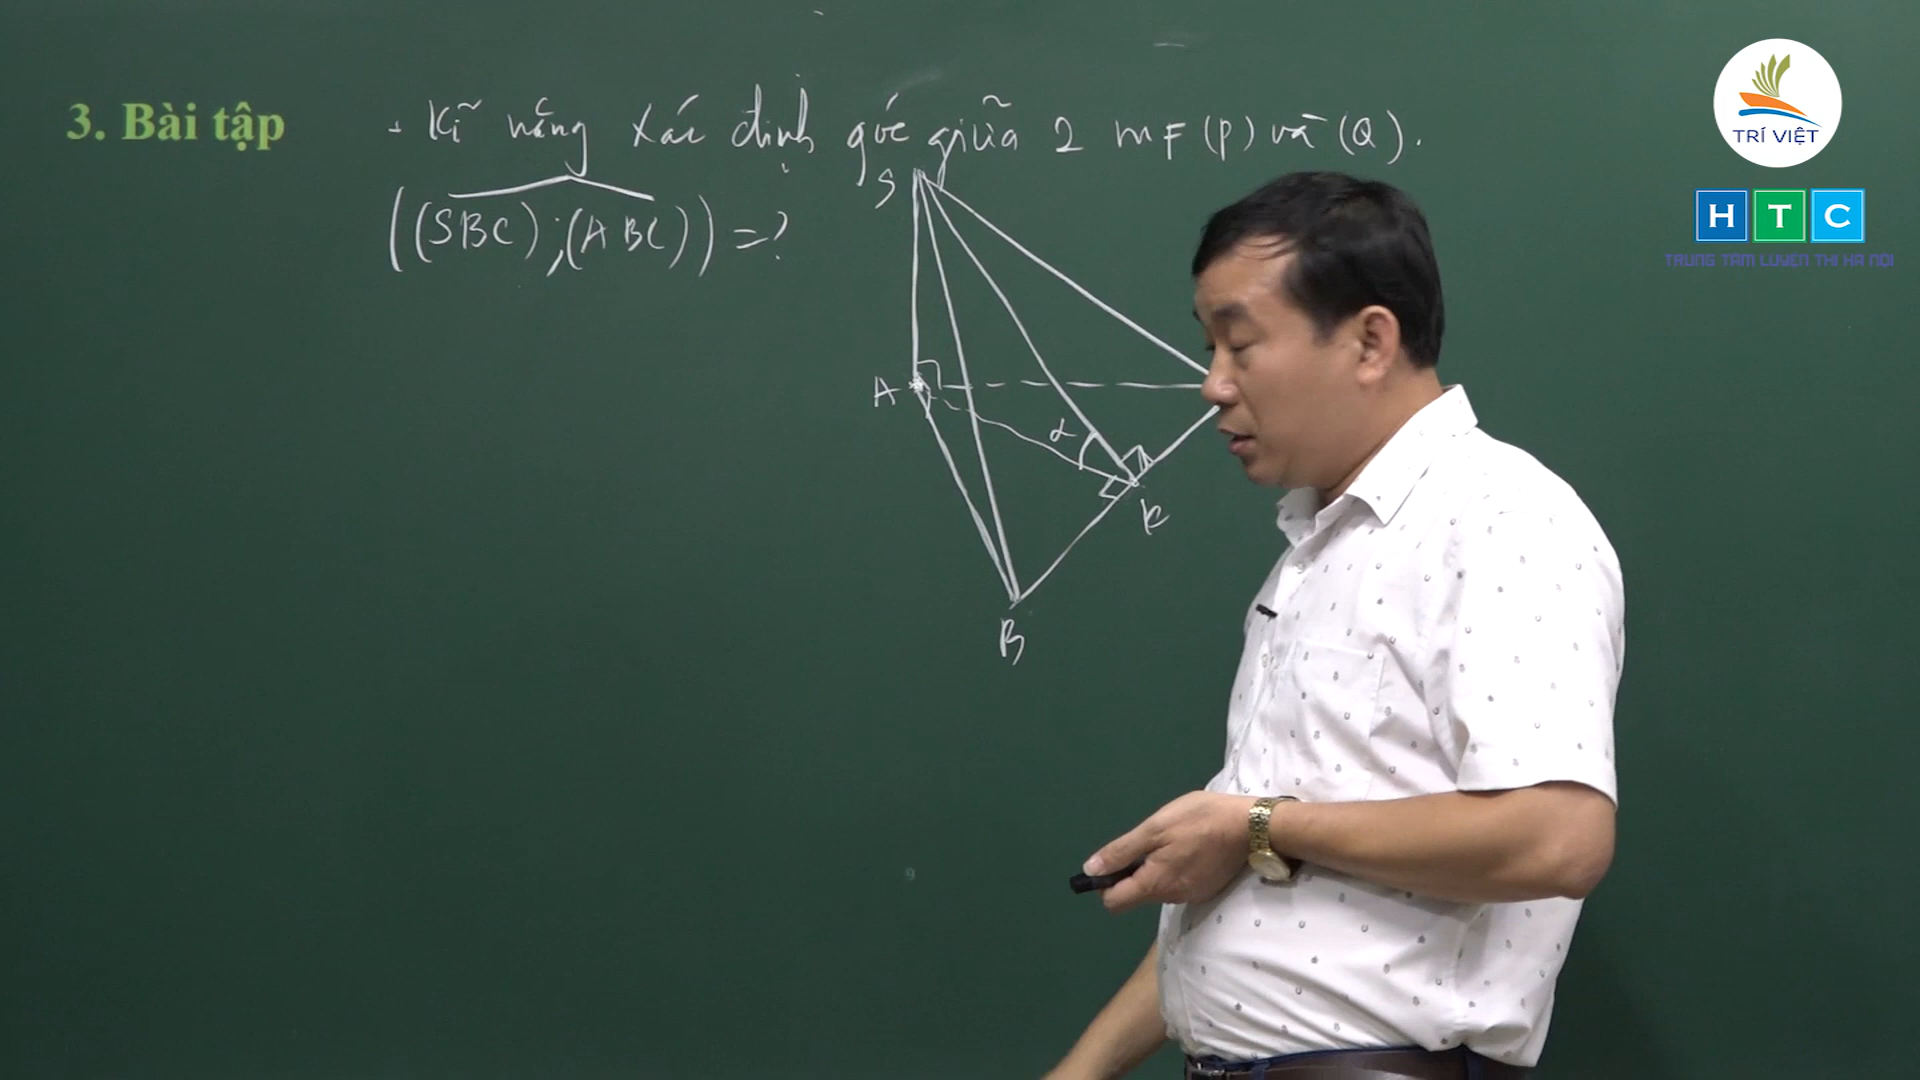 3. Bài tập
- Kĩ năng xác định góc giữa 2 mF (P) và (Q).
((SBC);(ABC)) = ?
S
A
α
K
B
TRÍ VIỆT
HTC
TRUNG TÂM LUYỆN THI HÀ NỘI